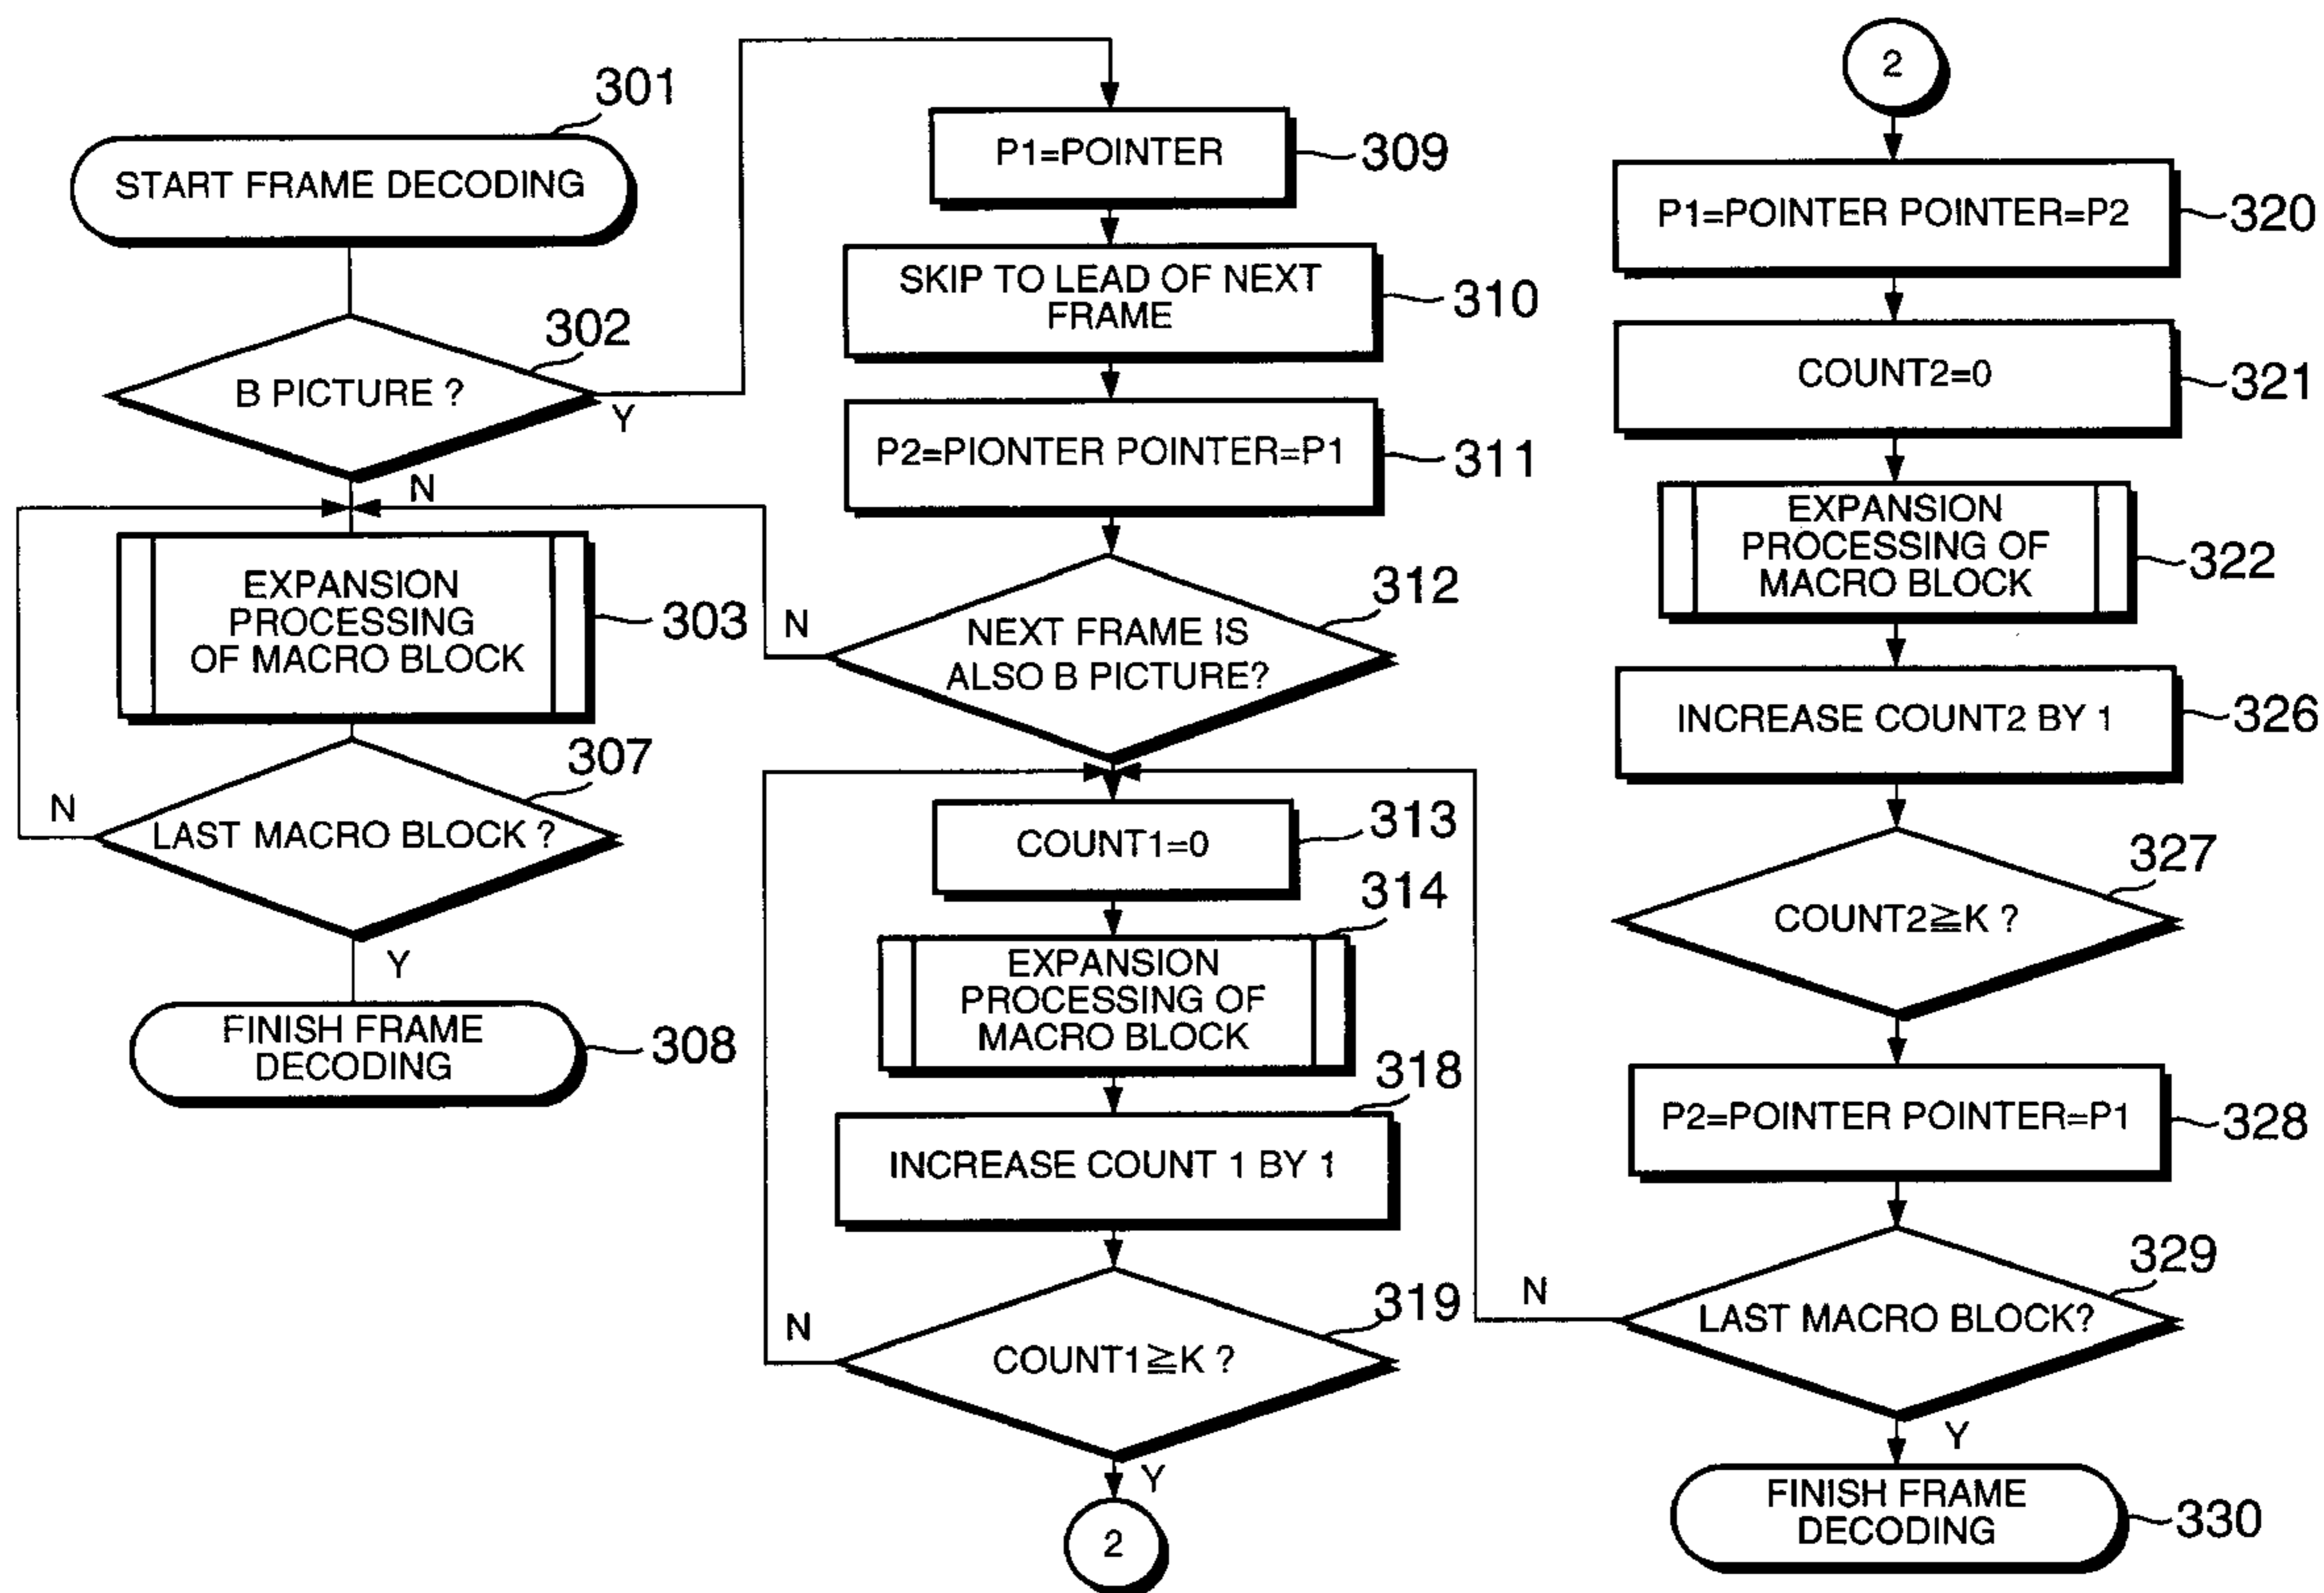 301
START FRAME DECODING
302
B PICTURE ?
Y
N
EXPANSION
PROCESSING
OF MACRO BLOCK
303
307
N
LAST MACRO BLOCK ?
Y
FINISH FRAME
DECODING
308
P1=POINTER
309
SKIP TO LEAD OF NEXT
FRAME
310
P2=PIONTER POINTER=P1
311
312
N
NEXT FRAME IS
ALSO B PICTURE?
COUNT1=0
313
314
EXPANSION
PROCESSING OF
MACRO BLOCK
318
INCREASE COUNT 1 BY 1
319
N
COUNT1≧K ?
Y
2
2
P1=POINTER POINTER=P2
320
COUNT2=0
321
EXPANSION
PROCESSING OF
MACRO BLOCK
322
INCREASE COUNT2 BY 1
326
327
COUNT2≧K ?
P2=POINTER POINTER=P1
328
329
N
LAST MACRO BLOCK?
Y
FINISH FRAME
DECODING
330